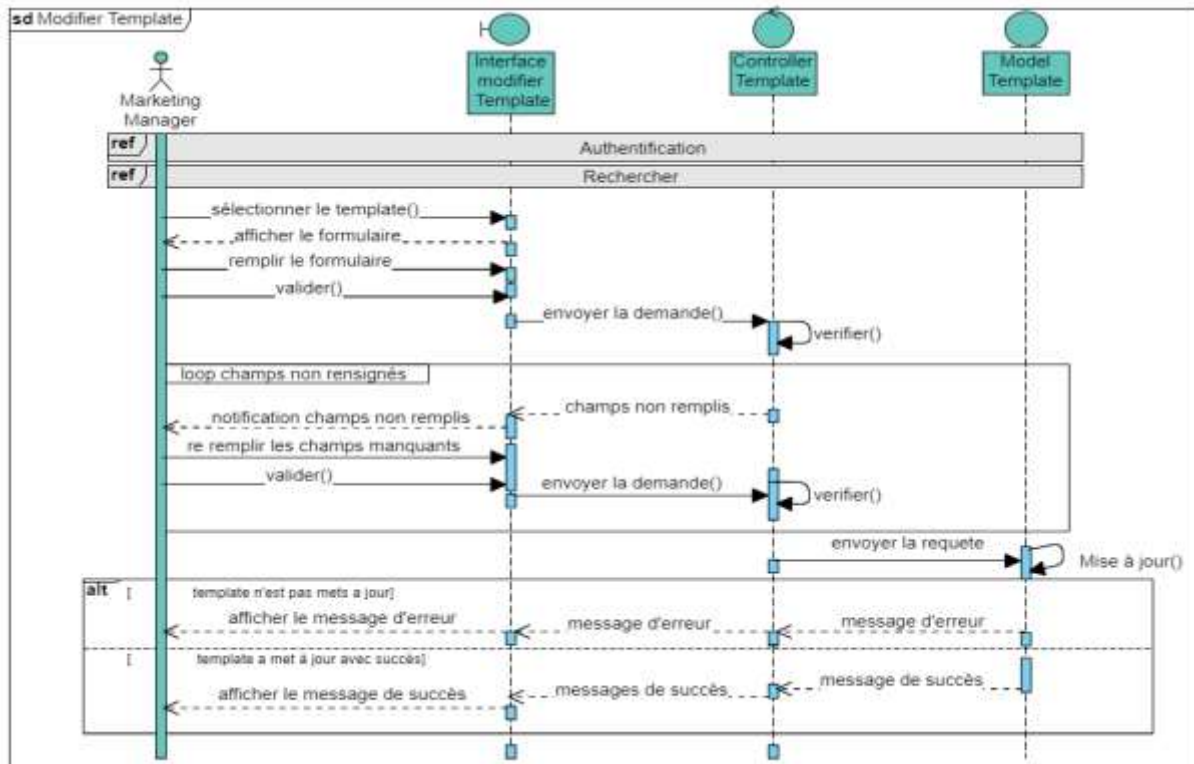 sd Modifier Template
Interface
modifier
Template
Controller
Template
Model
Template
Marketing
Manager
ref
Authentification
ref
Rechercher
sélectionner le template()
afficher le formulaire
remplir le formulaire
valider()
envoyer la demande()
verifier()
loop champs non rensignés
champs non remplis
notification champs non remplis
re remplir les champs manquants
valider()
envoyer la demande()
verifier()
envoyer la requete
Mise à jour()
alt
[ template n'est pas mets a jour]
afficher le message d'erreur
message d'erreur
message d'erreur
[ template a met à jour avec succès]
message de succès
messages de succès
afficher le message de succès